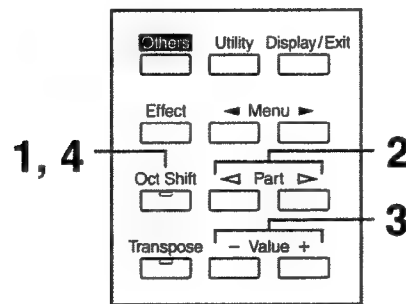 Others Utility Display/Exit
Effect ◄ Menu ►
1, 4 2
Oct Shift ◁ Part ▷
3
Transpose − Value +